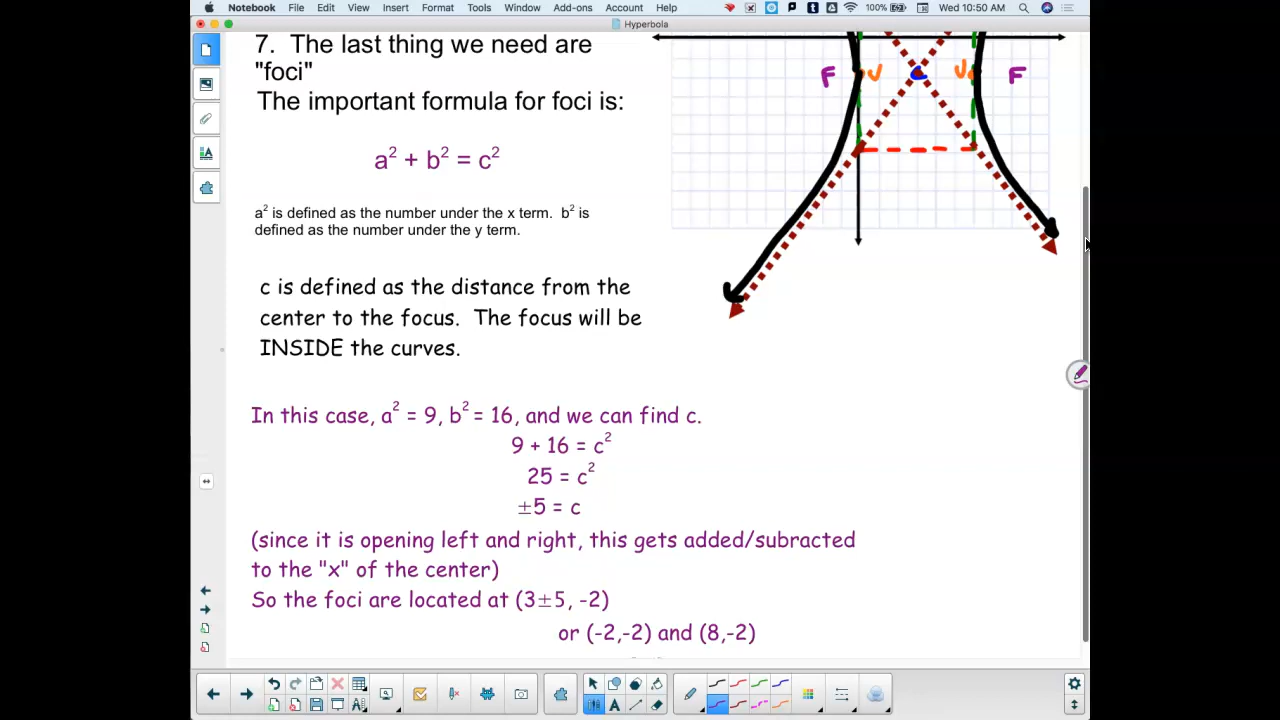 Notebook File Edit View Insert Format Tools Window Add-ons Account Help 100% Wed 10:50 AM
Hyperbola
7. The last thing we need are
"foci"
The important formula for foci is:
F V C V F
a² + b² = c²
a² is defined as the number under the x term. b² is
defined as the number under the y term.
c is defined as the distance from the
center to the focus. The focus will be
INSIDE the curves.
In this case, a² = 9, b² = 16, and we can find c.
9 + 16 = c²
25 = c²
±5 = c
(since it is opening left and right, this gets added/subracted
to the "x" of the center)
So the foci are located at (3±5, -2)
or (-2,-2) and (8,-2)